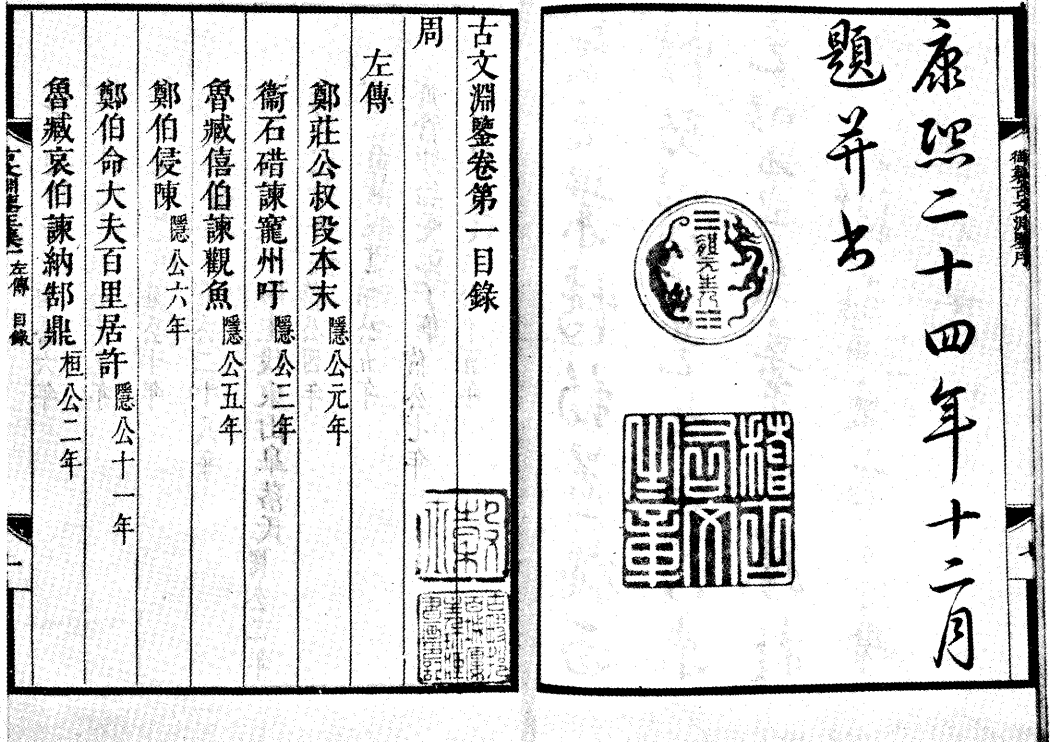 康熙二十四年十二月
題并書
稽古右文之章
古文淵鑒卷第一目錄
周
左傳
鄭莊公叔段本末 隱公元年
衞石碏諫寵州吁 隱公三年
魯臧僖伯諫觀魚 隱公五年
鄭伯侵陳 隱公六年
鄭伯命大夫百里居許 隱公十一年
魯臧哀伯諫納郜鼎 桓公二年
左傳 目錄
一